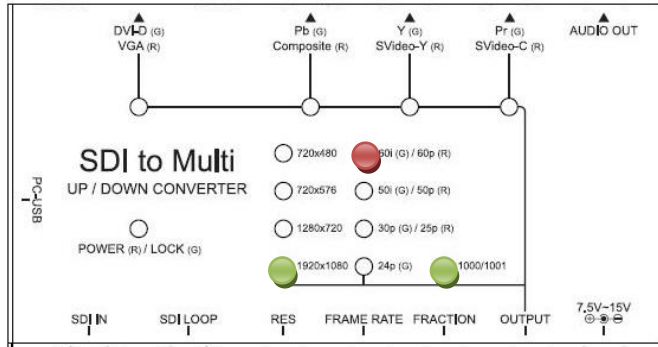 DVI-D (G)
VGA (R)
Pb (G)
Composite (R)
Y (G)
SVideo-Y (R)
Pr (G)
SVideo-C (R)
AUDIO OUT
SDI to Multi
UP / DOWN CONVERTER
POWER (R) / LOCK (G)
PC-USB
720x480
60i (G) / 60p (R)
720x576
50i (G) / 50p (R)
1280x720
30p (G) / 25p (R)
1920x1080
24p (G)
1000/1001
SDI IN
SDI LOOP
RES
FRAME RATE
FRACTION
OUTPUT
7.5V~15V